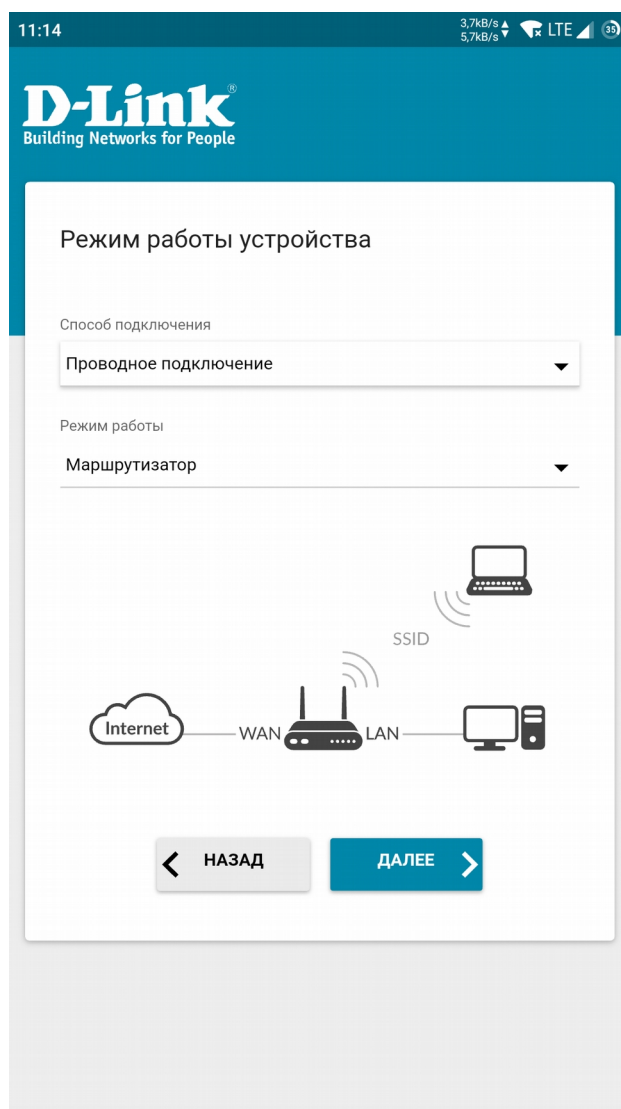 11:14
3,7kB/s
5,7kB/s
LTE
35
D-Link®
Building Networks for People
Режим работы устройства
Способ подключения
Проводное подключение
Режим работы
Маршрутизатор
SSID
Internet
WAN
LAN
НАЗАД
ДАЛЕЕ